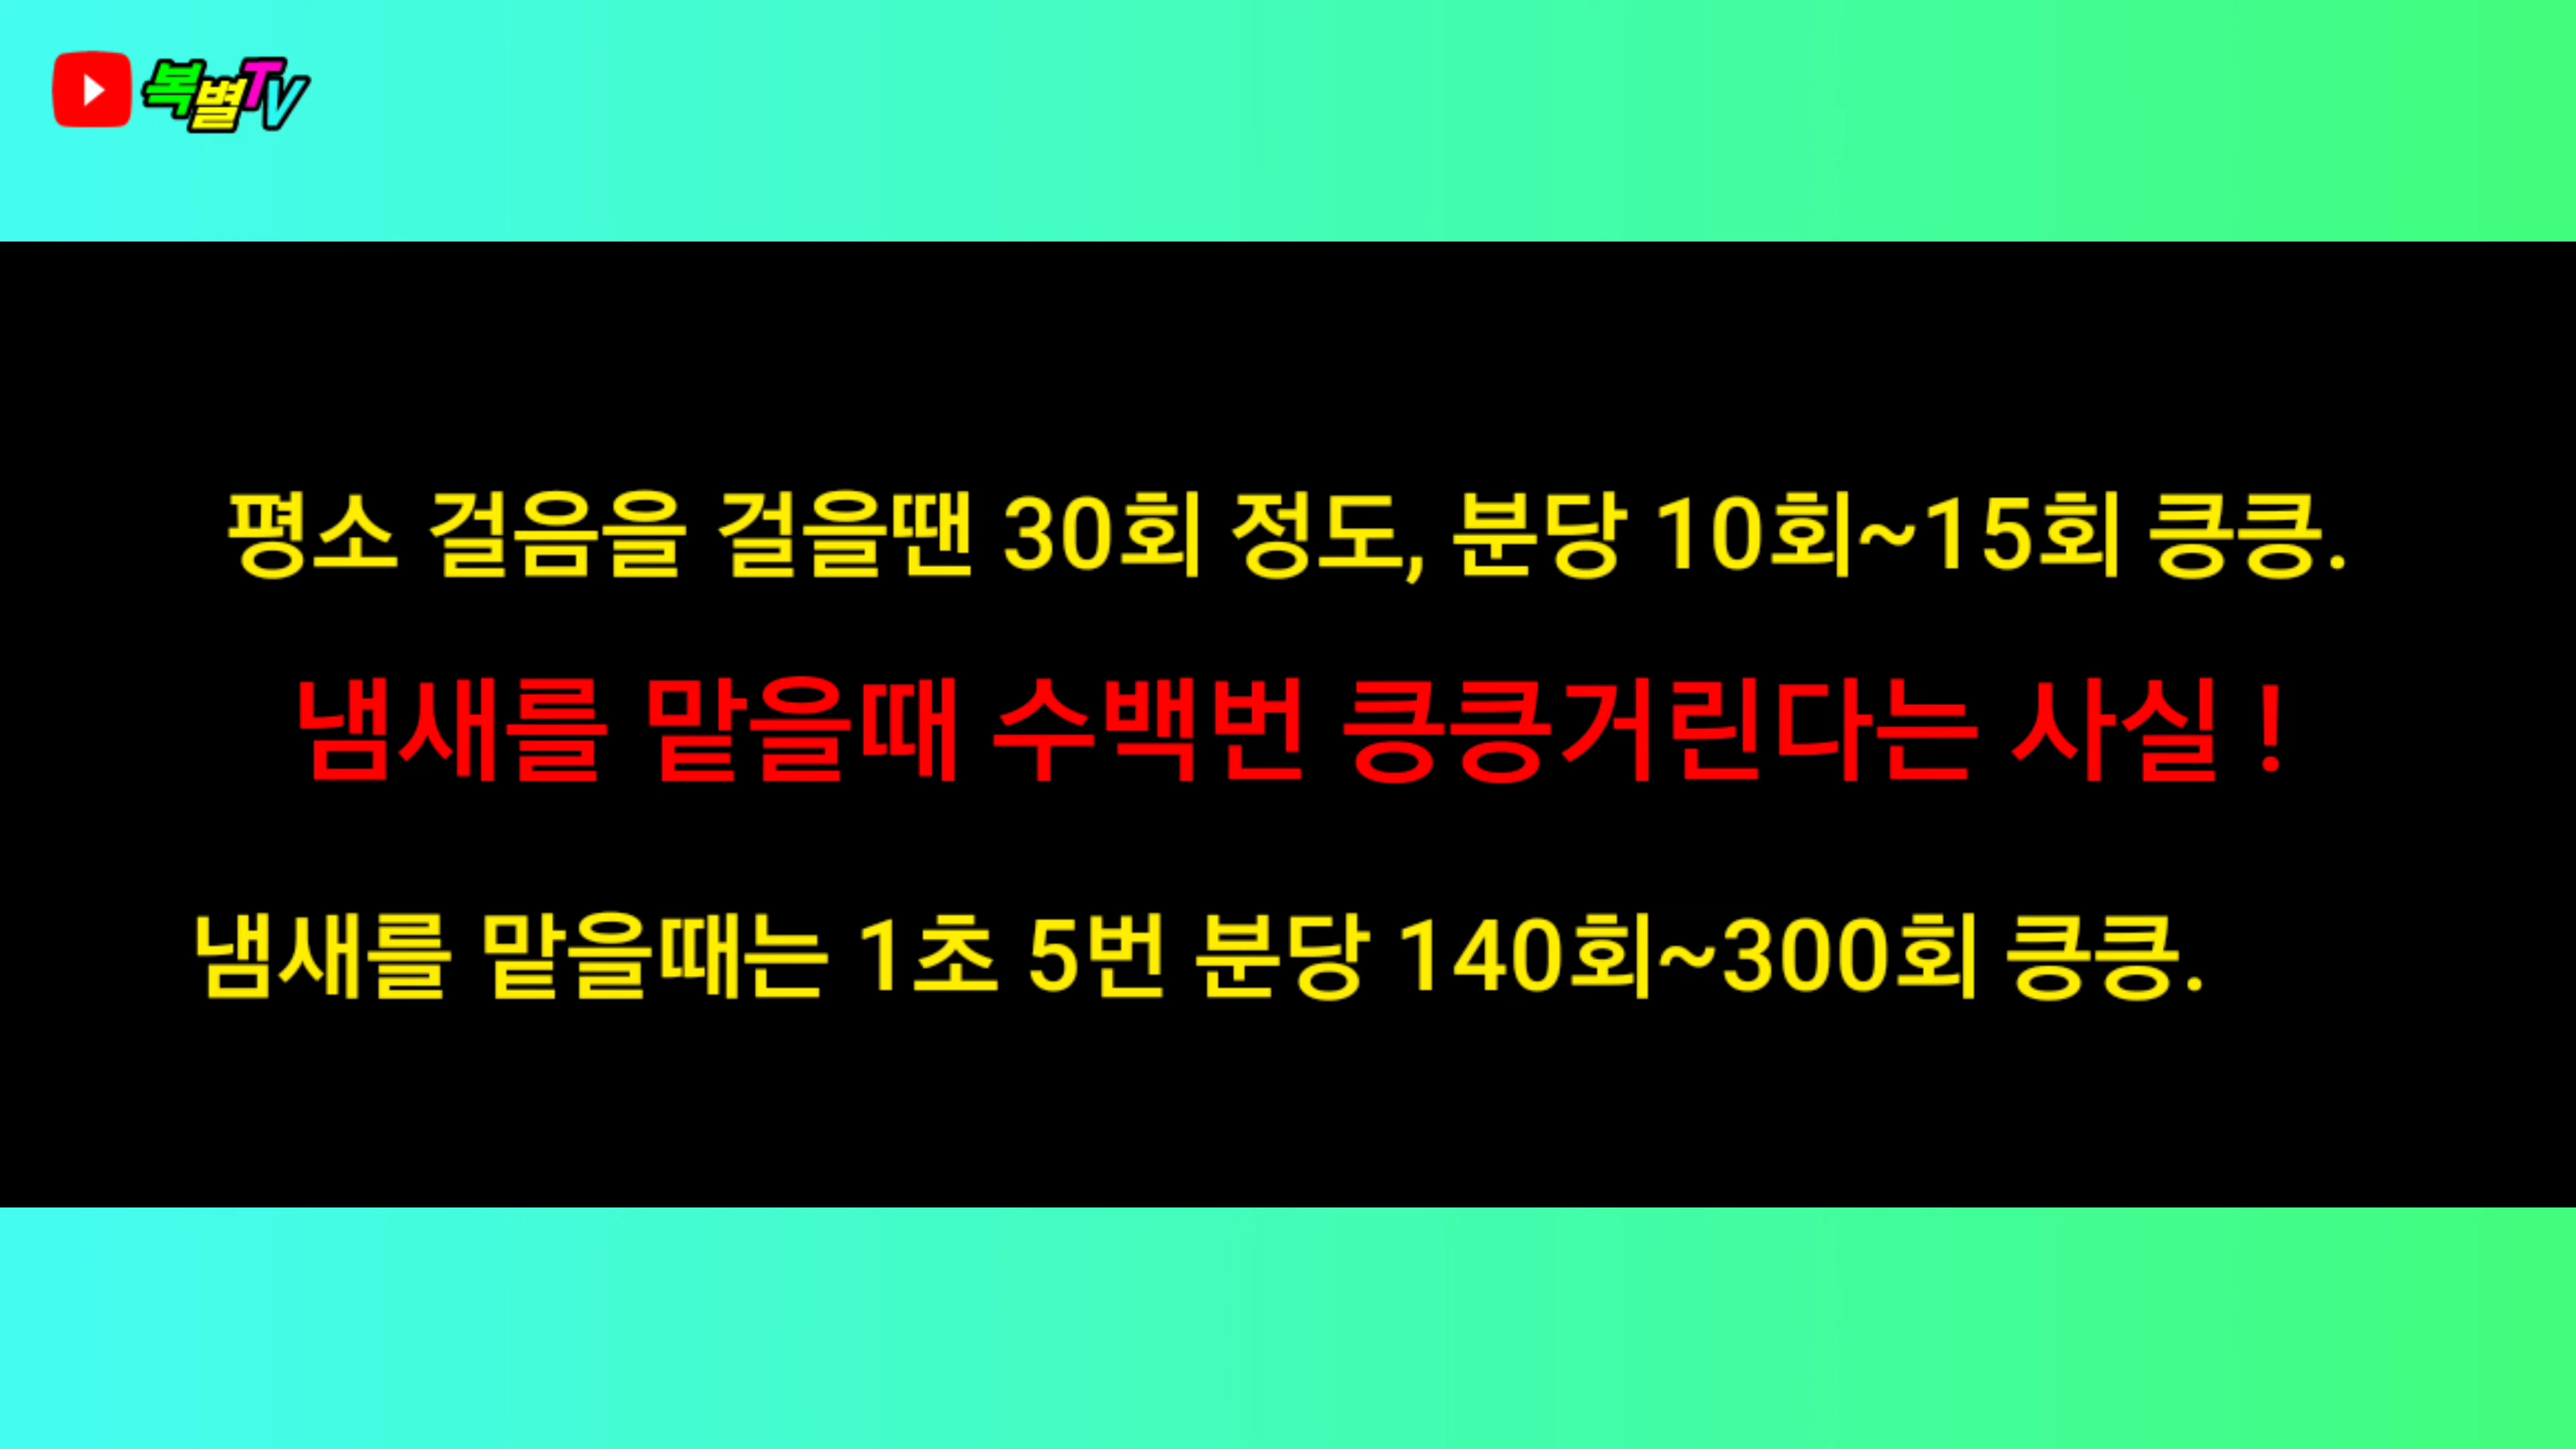 복별TV
평소 걸음을 걸을땐 30회 정도, 분당 10회~15회 킁킁.
냄새를 맡을때 수백번 킁킁거린다는 사실 !
냄새를 맡을때는 1초 5번 분당 140회~300회 킁킁.